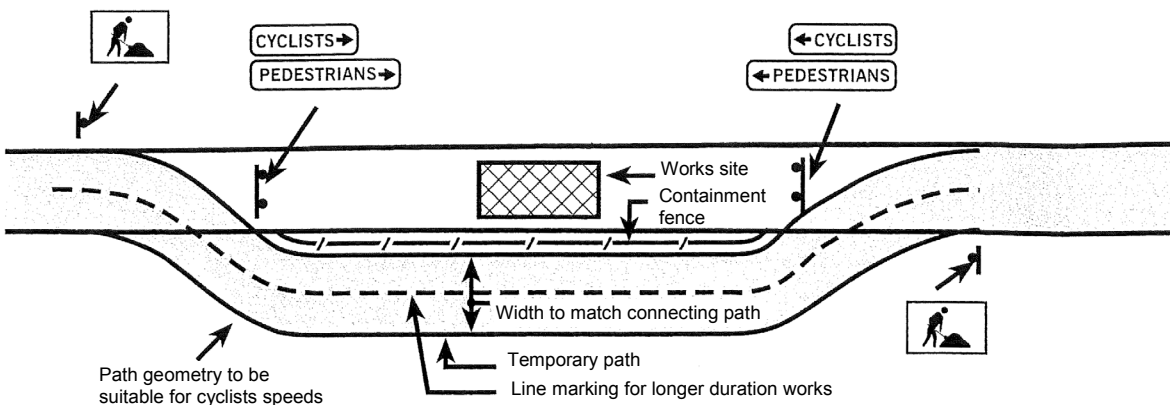 CYCLISTS→
PEDESTRIANS→
←CYCLISTS
←PEDESTRIANS
Works site
Containment
fence
Width to match connecting path
Temporary path
Line marking for longer duration works
Path geometry to be
suitable for cyclists speeds